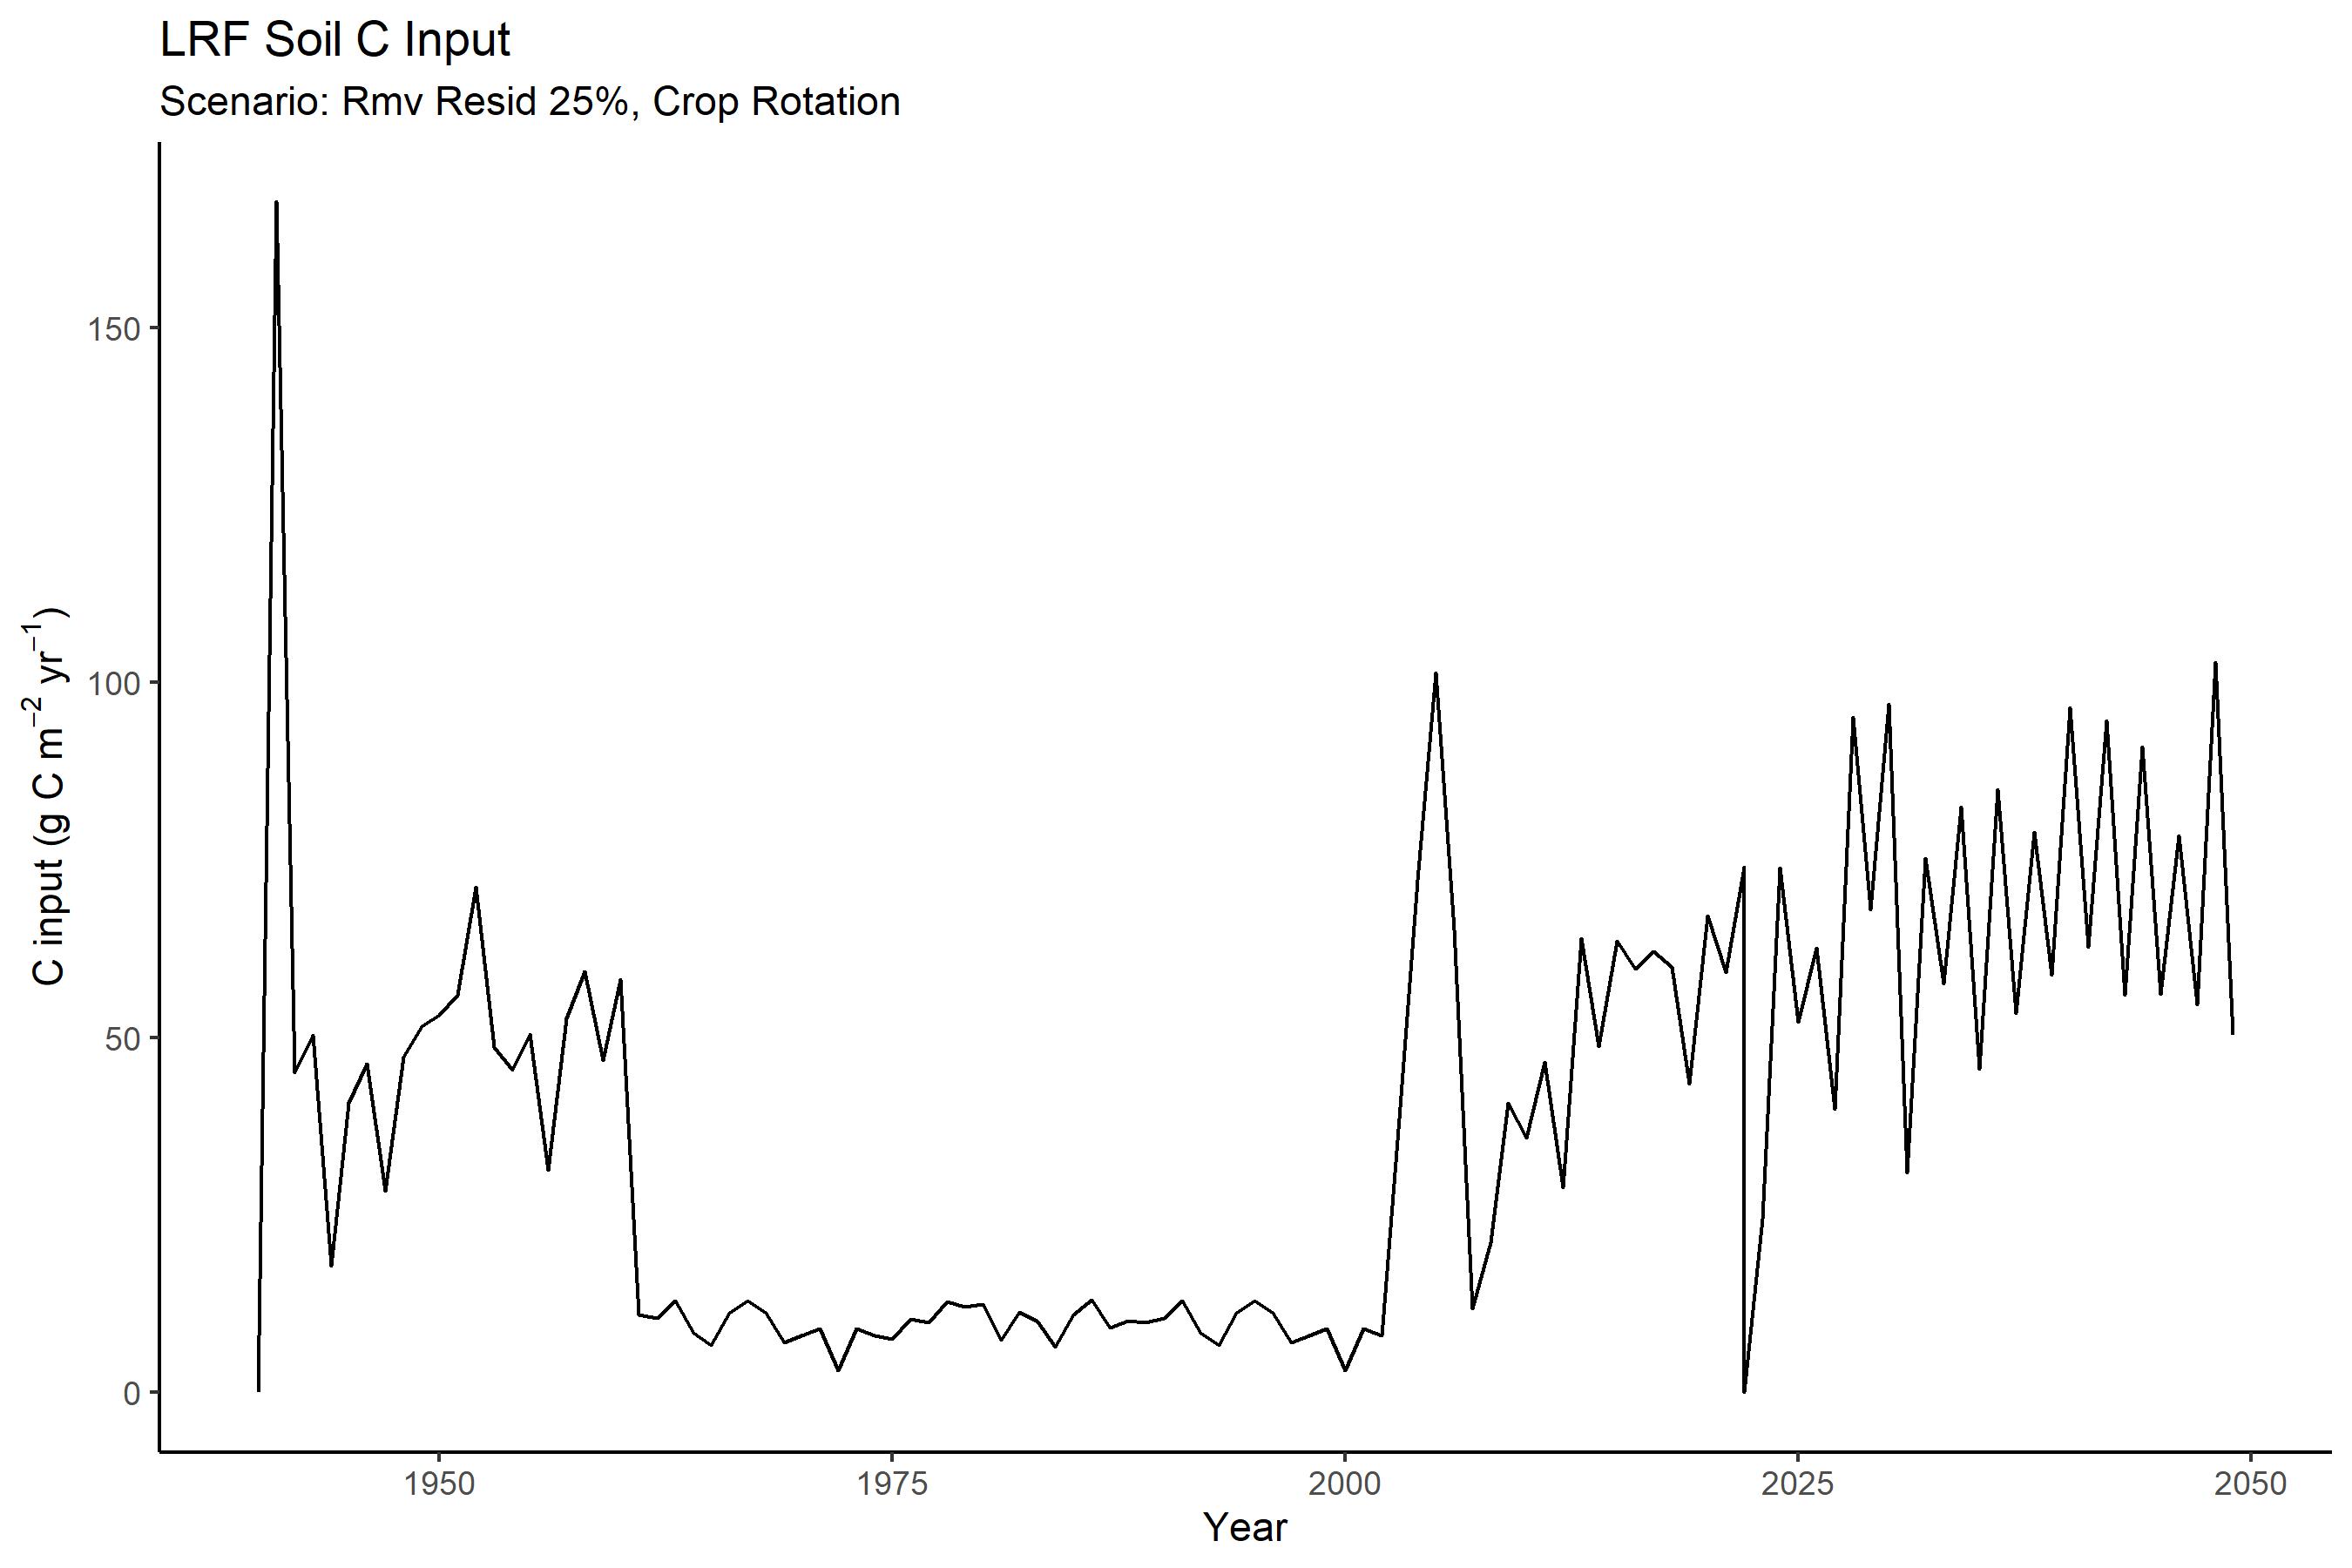 LRF Soil C Input
Scenario: Rmv Resid 25%, Crop Rotation
C input (g C m⁻² yr⁻¹)
150
100
50
0
1950 1975 2000 2025 2050
Year